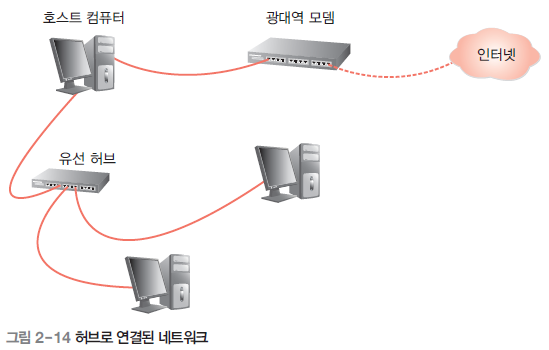 호스트 컴퓨터
광대역 모뎀
인터넷
유선 허브
그림 2-14 허브로 연결된 네트워크